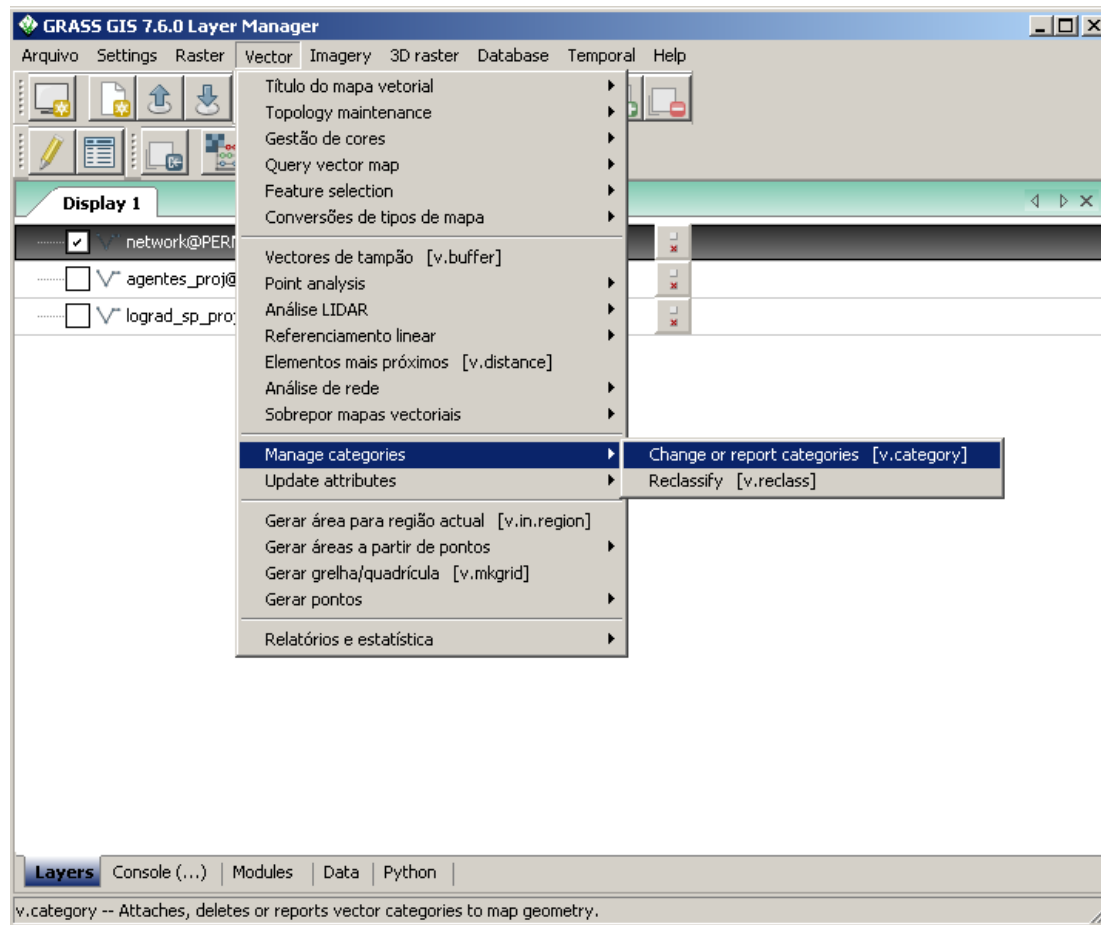 GRASS GIS 7.6.0 Layer Manager
Arquivo Settings Raster Vector Imagery 3D raster Database Temporal Help
Título do mapa vetorial
Topology maintenance
Gestão de cores
Query vector map
Feature selection
Conversões de tipos de mapa
Display 1
network@PERM
agentes_proj@
lograd_sp_proj
Vectores de tampão [v.buffer]
Point analysis
Análise LIDAR
Referenciamento linear
Elementos mais próximos [v.distance]
Análise de rede
Sobrepor mapas vectoriais
Manage categories
Update attributes
Change or report categories [v.category]
Reclassify [v.reclass]
Gerar área para região actual [v.in.region]
Gerar áreas a partir de pontos
Gerar grelha/quadrícula [v.mkgrid]
Gerar pontos
Relatórios e estatística
Layers Console (...) Modules Data Python
v.category -- Attaches, deletes or reports vector categories to map geometry.